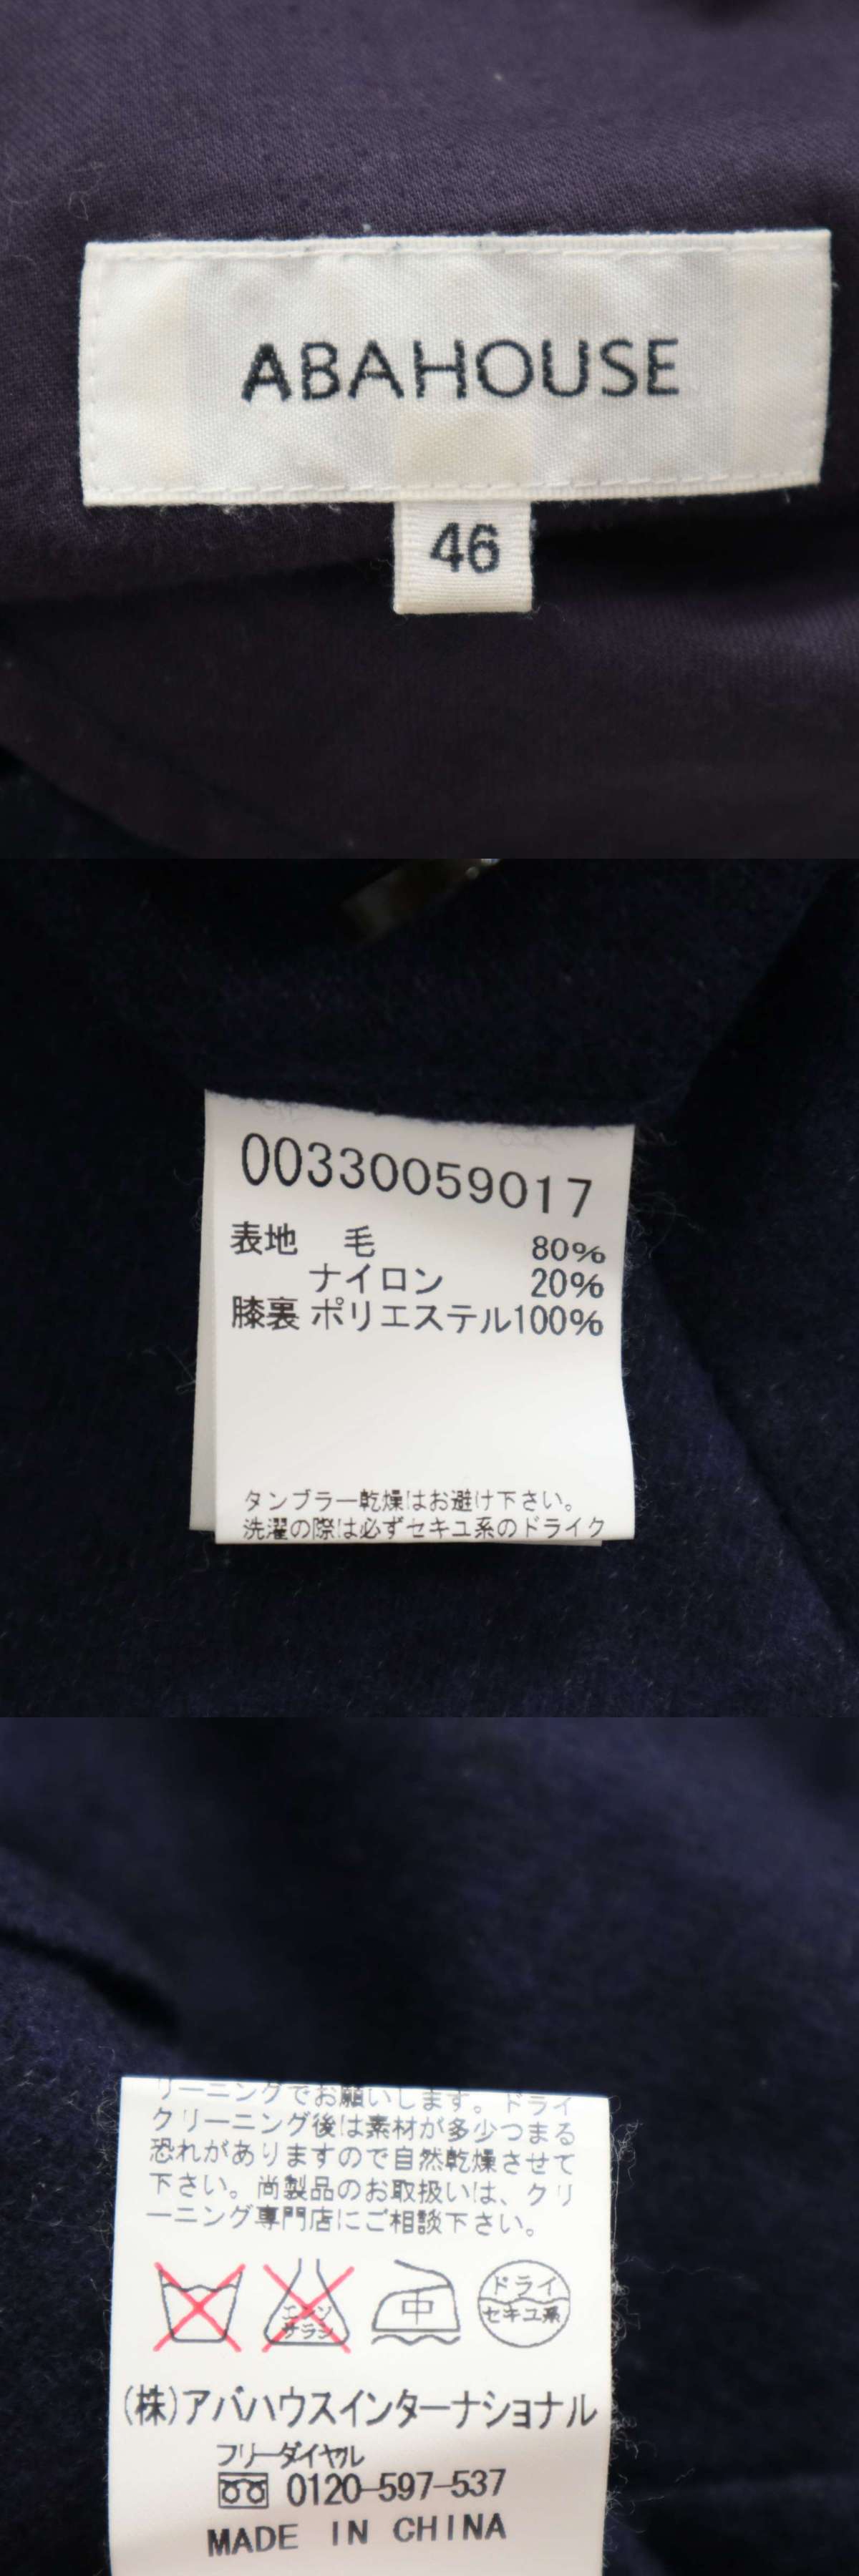 ABAHOUSE
46
00330059017
表地 毛 80%
ナイロン 20%
膝裏 ポリエステル100%
タンブラー乾燥はお避け下さい。
洗濯の際は必ずセキユ系のドライク
リーニングでお願いします。ドライ
クリーニング後は素材が多少つまる
恐れがありますので自然乾燥させて
下さい。尚製品のお取扱いは、クリ
ーニング専門店にご相談下さい。
エンソ
サラシ
中
ドライ
セキユ系
(株)アバハウスインターナショナル
フリーダイヤル
0120-597-537
MADE IN CHINA